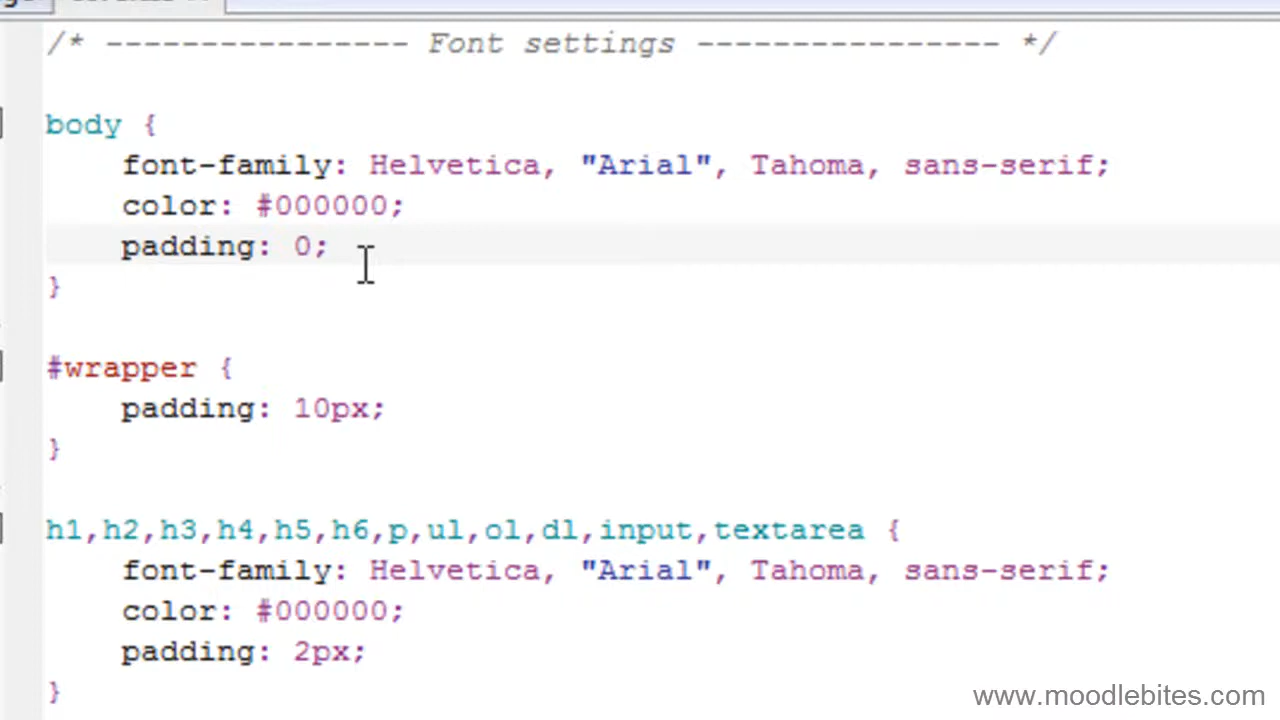 /* ---------------- Font settings ---------------- */
body {
font-family: Helvetica, "Arial", Tahoma, sans-serif;
color: #000000;
padding: 0;
}
#wrapper {
padding: 10px;
}
h1,h2,h3,h4,h5,h6,p,ul,ol,dl,input,textarea {
font-family: Helvetica, "Arial", Tahoma, sans-serif;
color: #000000;
padding: 2px;
}
www.moodlebites.com